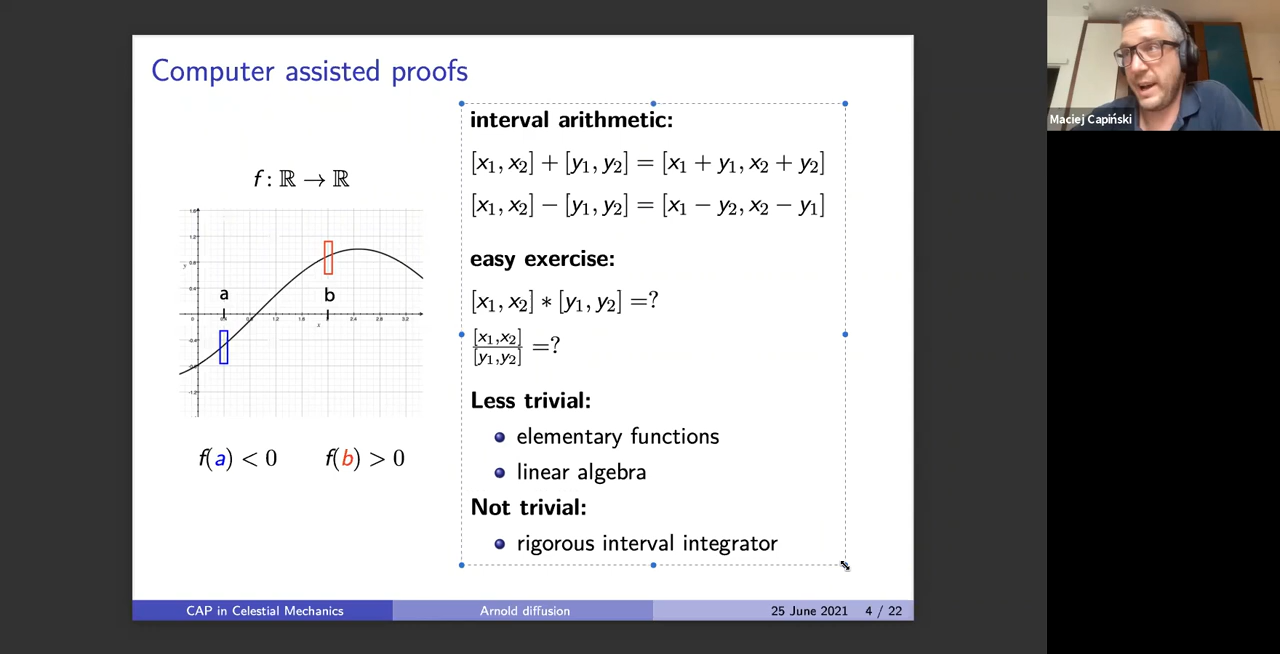 Computer assisted proofs
f: ℝ → ℝ
a
b
f(a) < 0 f(b) > 0
interval arithmetic:
[x₁, x₂] + [y₁, y₂] = [x₁ + y₁, x₂ + y₂]
[x₁, x₂] − [y₁, y₂] = [x₁ − y₂, x₂ − y₁]
easy exercise:
[x₁, x₂] ∗ [y₁, y₂] =?
[x₁,x₂]
[y₁,y₂] =?
Less trivial:
elementary functions
linear algebra
Not trivial:
rigorous interval integrator
CAP in Celestial Mechanics Arnold diffusion 25 June 2021 4 / 22
Maciej Capiński